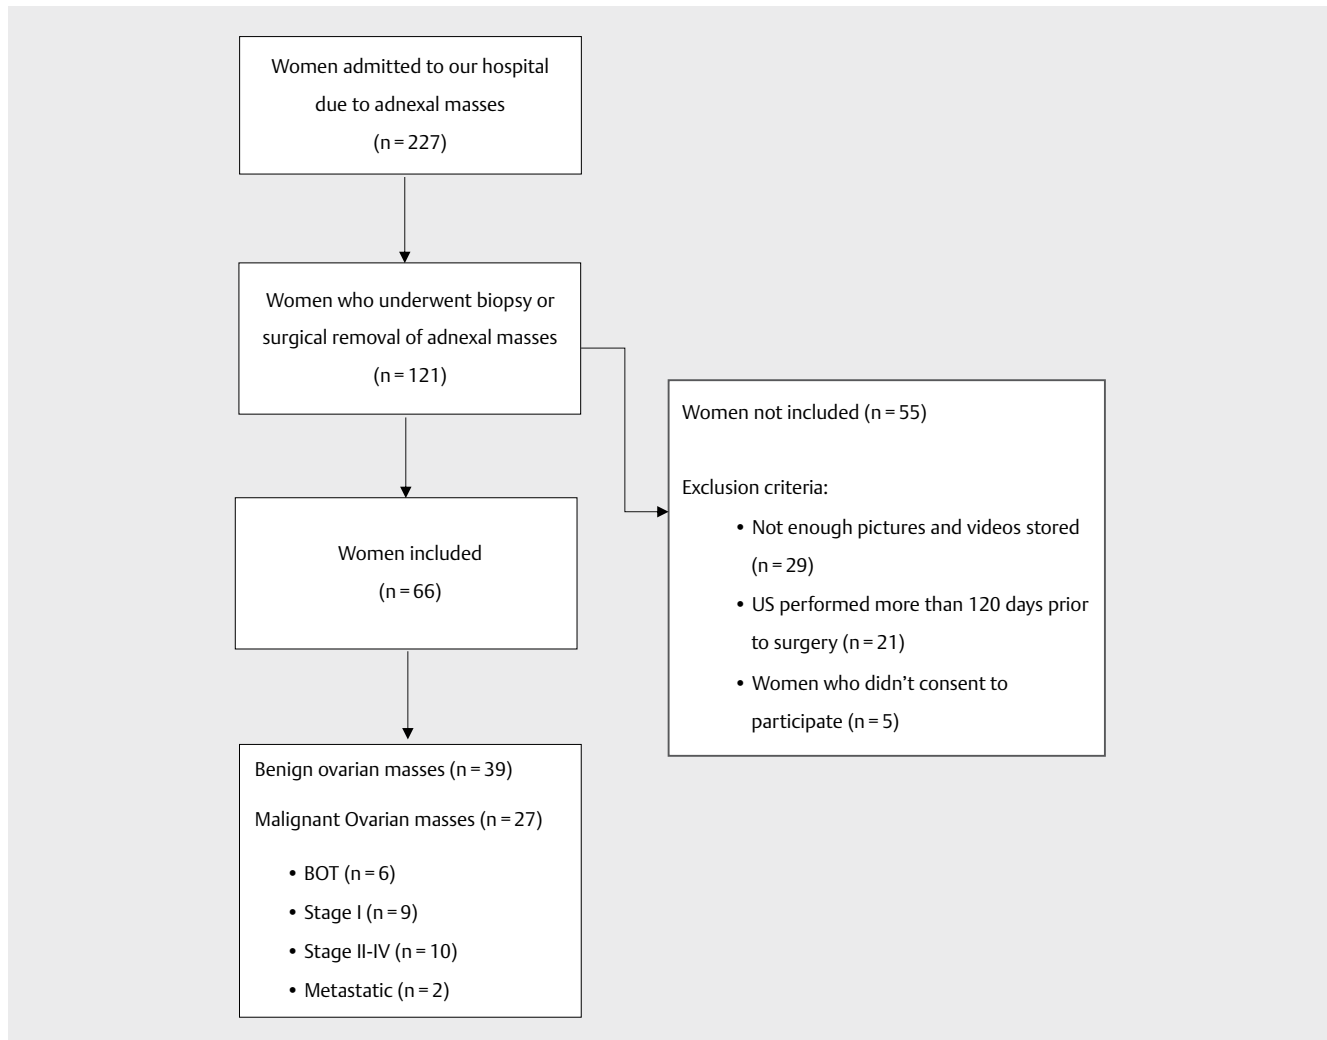 Women admitted to our hospital
due to adnexal masses
(n = 227)
Women who underwent biopsy or
surgical removal of adnexal masses
(n = 121)
Women not included (n = 55)
Exclusion criteria:
• Not enough pictures and videos stored
(n = 29)
• US performed more than 120 days prior
to surgery (n = 21)
• Women who didn’t consent to
participate (n = 5)
Women included
(n = 66)
Benign ovarian masses (n = 39)
Malignant Ovarian masses (n = 27)
• BOT (n = 6)
• Stage I (n = 9)
• Stage II-IV (n = 10)
• Metastatic (n = 2)